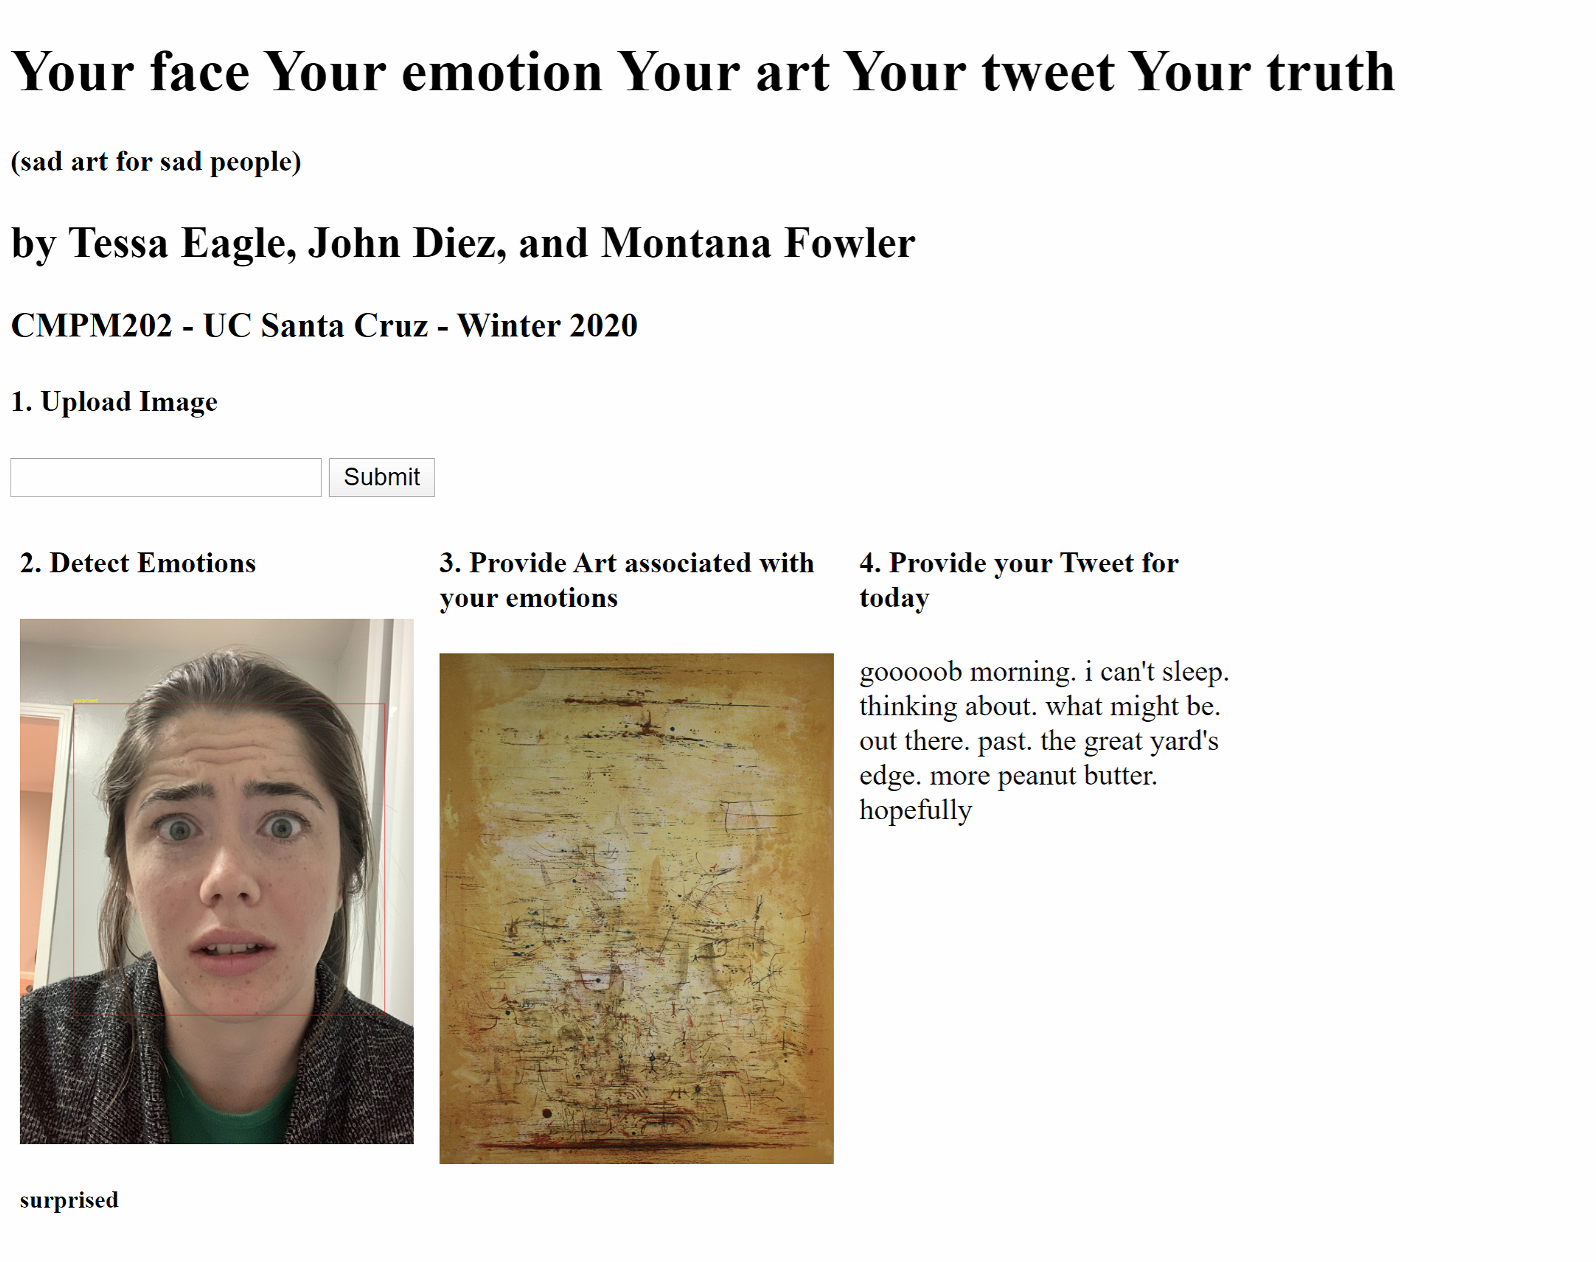 Your face Your emotion Your art Your tweet Your truth
(sad art for sad people)
by Tessa Eagle, John Diez, and Montana Fowler
CMPM202 - UC Santa Cruz - Winter 2020
1. Upload Image
Submit
2. Detect Emotions
surprised
3. Provide Art associated with
your emotions
4. Provide your Tweet for
today
gooooob morning. i can't sleep.
thinking about. what might be.
out there. past. the great yard's
edge. more peanut butter.
hopefully